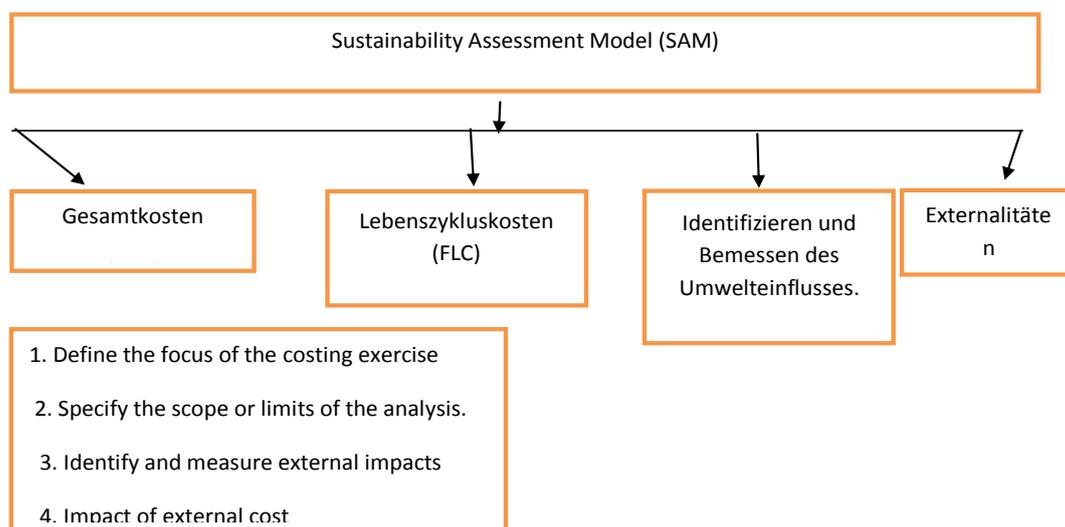 Sustainability Assessment Model (SAM)
Gesamtkosten
Lebenszykluskosten
(FLC)
Identifizieren und
Bemessen des
Umwelteinflusses.
Externalitäte
n
1. Define the focus of the costing exercise
2. Specify the scope or limits of the analysis.
3. Identify and measure external impacts
4. Impact of external cost